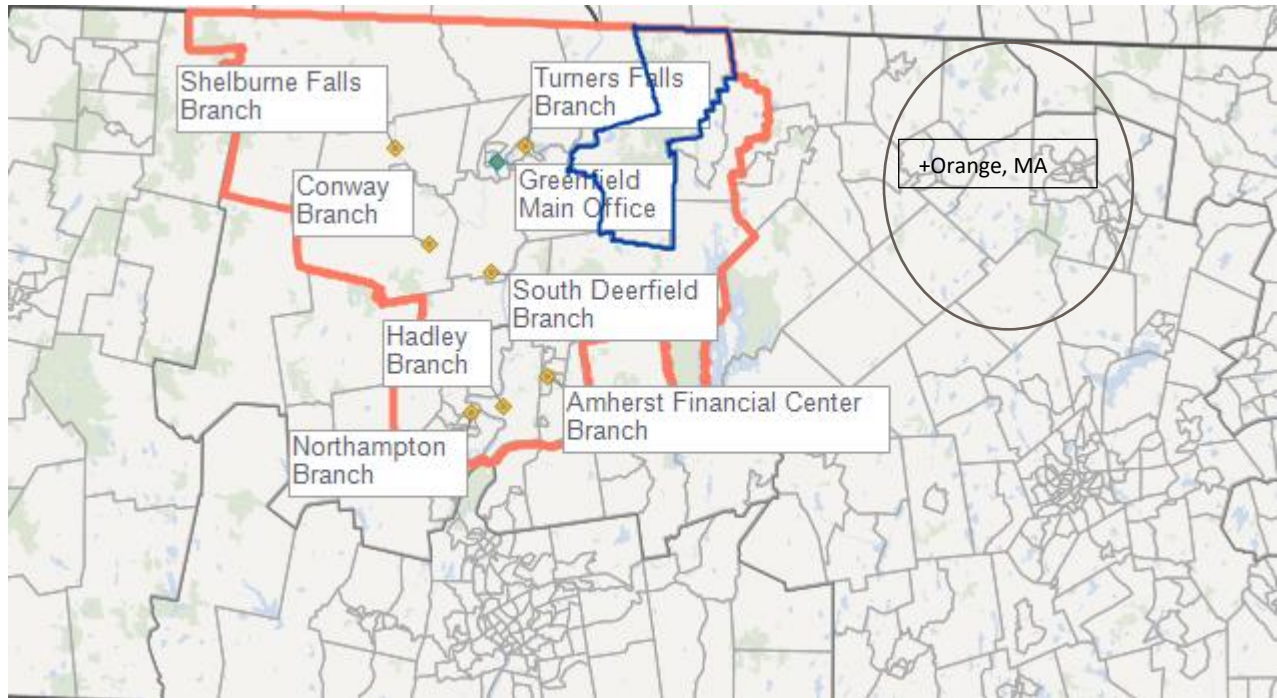 Shelburne Falls
Branch
Turners Falls
Branch
+Orange, MA
Conway
Branch
Greenfield
Main Office
South Deerfield
Branch
Hadley
Branch
Amherst Financial Center
Branch
Northampton
Branch